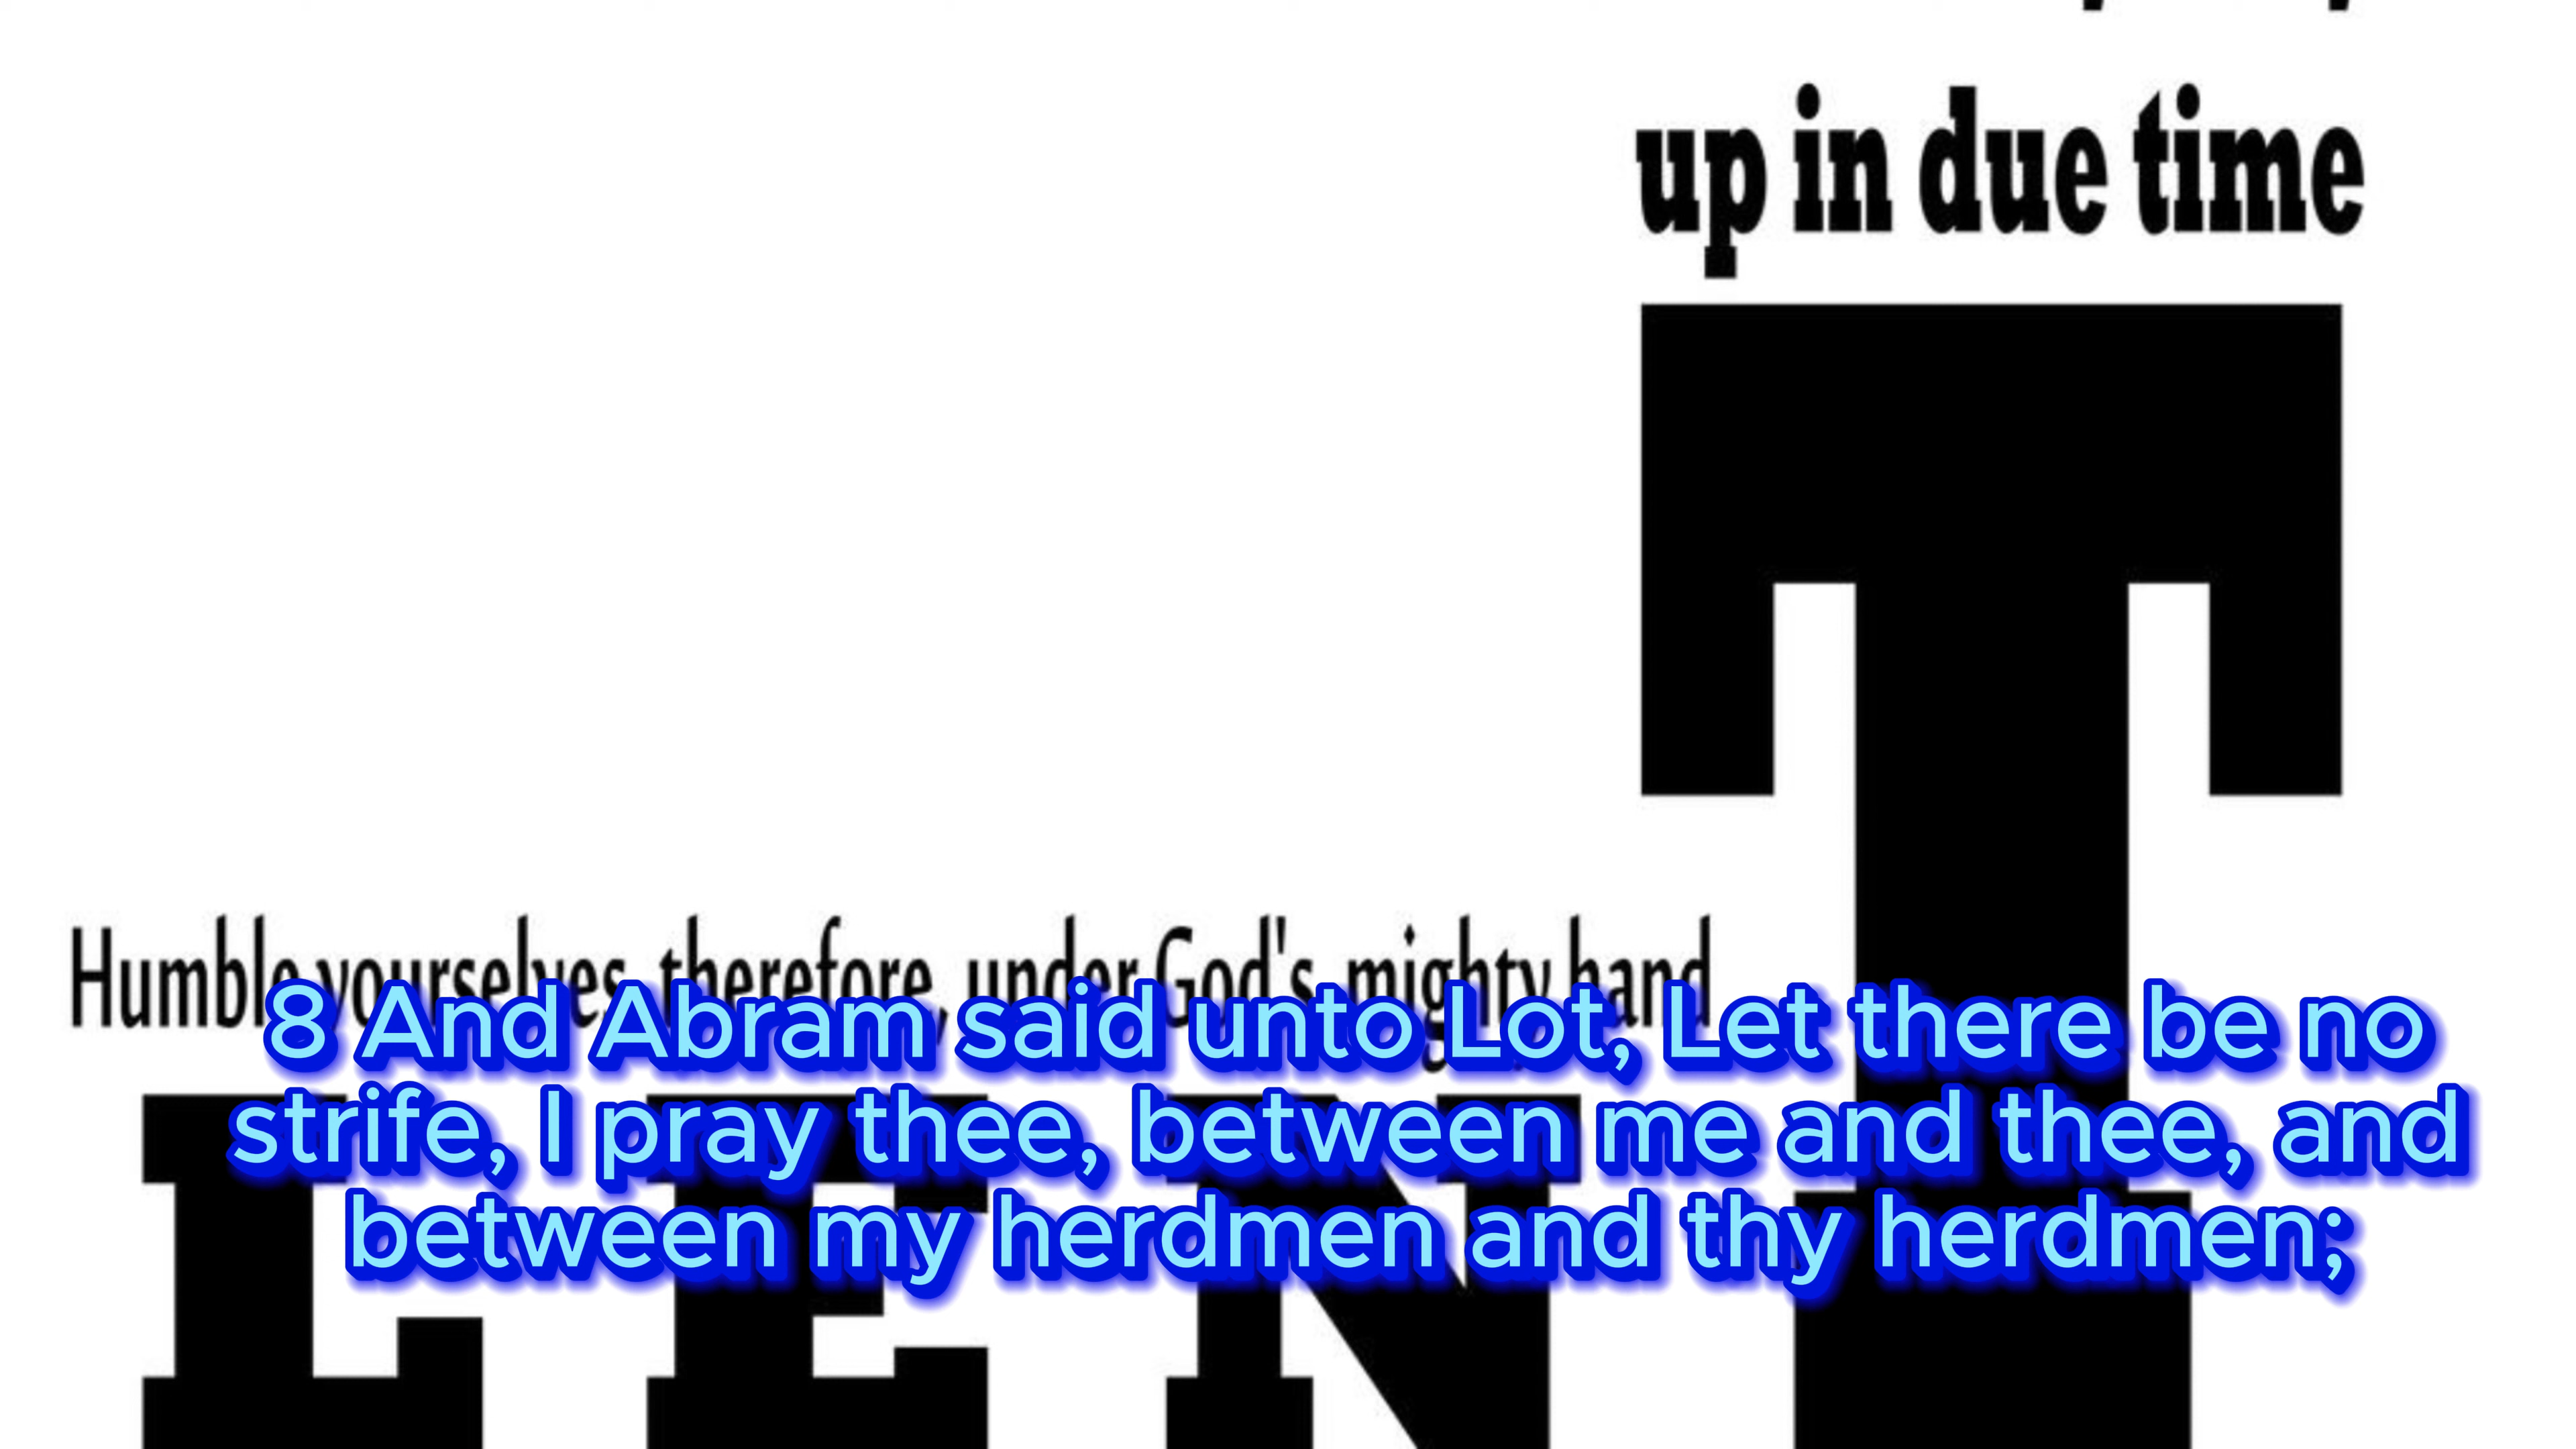 up in due time
Humble yourselves, therefore, under God's mighty hand
8 And Abram said unto Lot, Let there be no
strife, I pray thee, between me and thee, and
between my herdmen and thy herdmen;
LENT